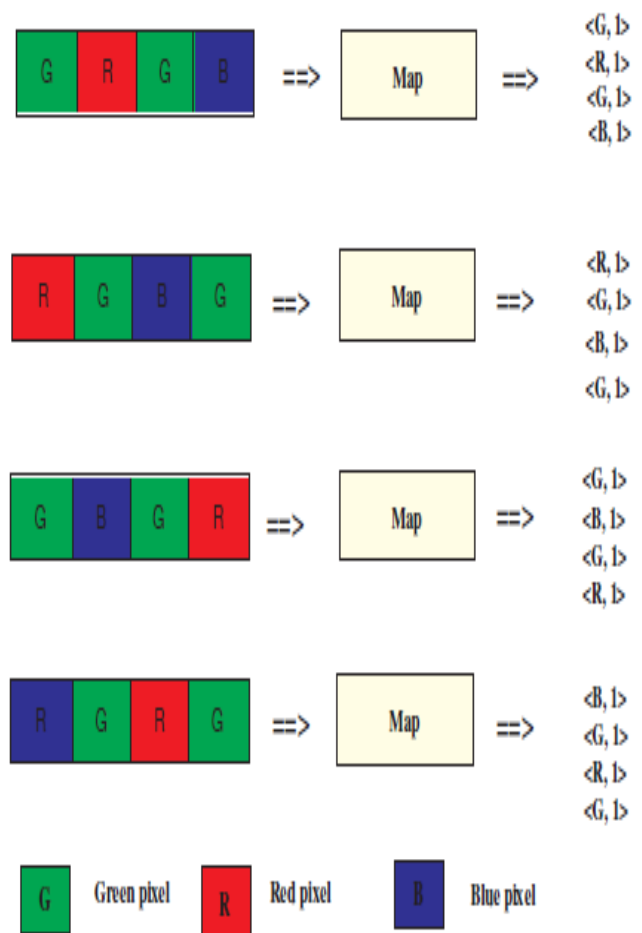 G R G B ==> Map ==> <G, 1>
<R, 1>
<G, 1>
<B, 1>
R G B G ==> Map ==> <R, 1>
<G, 1>
<B, 1>
<G, 1>
G B G R ==> Map ==> <G, 1>
<B, 1>
<G, 1>
<R, 1>
R G R G ==> Map ==> <B, 1>
<G, 1>
<R, 1>
<G, 1>
G Green pixel R Red pixel B Blue pixel